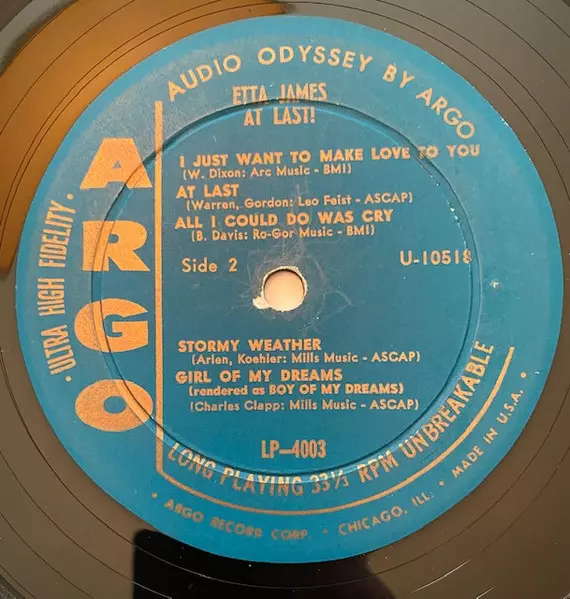 AUDIO ODYSSEY BY ARGO
ETTA JAMES
AT LAST!
ARGO
· ULTRA HIGH FIDELITY ·
I JUST WANT TO MAKE LOVE TO YOU
(W. Dixon: Arc Music - BMI)
AT LAST
(Warren, Gordon: Leo Feist - ASCAP)
ALL I COULD DO WAS CRY
(B. Davis: Ro-Gor Music - BMI)
Side 2
U-10518
STORMY WEATHER
(Arlen, Koehler: Mills Music - ASCAP)
GIRL OF MY DREAMS
(rendered as BOY OF MY DREAMS)
(Charles Clapp: Mills Music - ASCAP)
LP-4003
LONG PLAYING 33⅓ RPM UNBREAKABLE
· ARGO RECORD CORP. · CHICAGO, ILL. · MADE IN U.S.A. ·